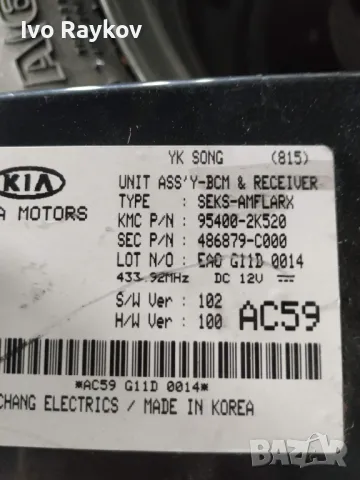 Ivo Raykov
YK SONG (815)
KIA
UNIT ASS'Y-BCM & RECEIVER
A MOTORS
TYPE : SEKS-AMFLARX
KMC P/N : 95400-2K520
SEC P/N : 486879-C000
LOT N/O : EAO G11D 0014
433.92MHz DC 12V
S/W Ver : 102
H/W Ver : 100
AC59
*AC59 G11D 0014*
CHANG ELECTRICS / MADE IN KOREA
bazar